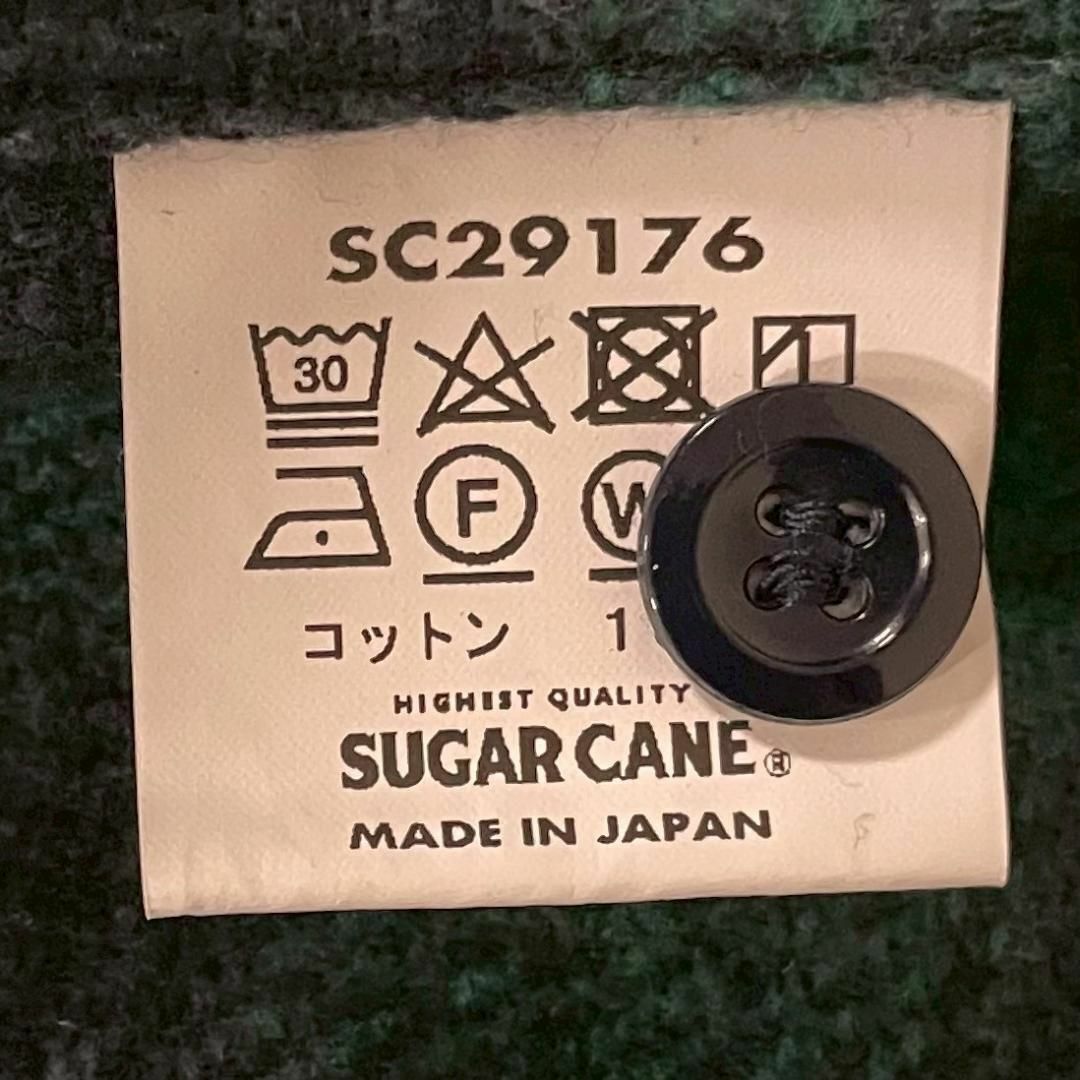 SC29176
30
F W
コットン 1
HIGHEST QUALITY
SUGAR CANE®
MADE IN JAPAN